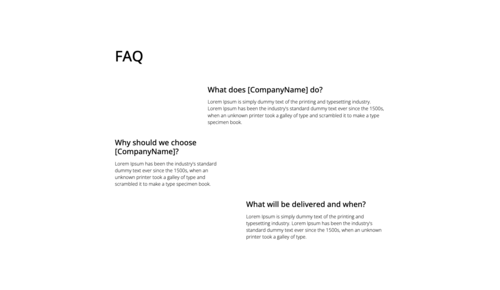 FAQ
What does [CompanyName] do?
Lorem Ipsum is simply dummy text of the printing and typesetting industry.
Lorem Ipsum has been the industry's standard dummy text ever since the 1500s,
when an unknown printer took a galley of type and scrambled it to make a type
specimen book.
Why should we choose
[CompanyName]?
Lorem Ipsum has been the industry's standard
dummy text ever since the 1500s, when an
unknown printer took a galley of type and
scrambled it to make a type specimen book.
What will be delivered and when?
Lorem Ipsum is simply dummy text of the printing and
typesetting industry. Lorem Ipsum has been the industry's
standard dummy text ever since the 1500s, when an unknown
printer took a galley of type.